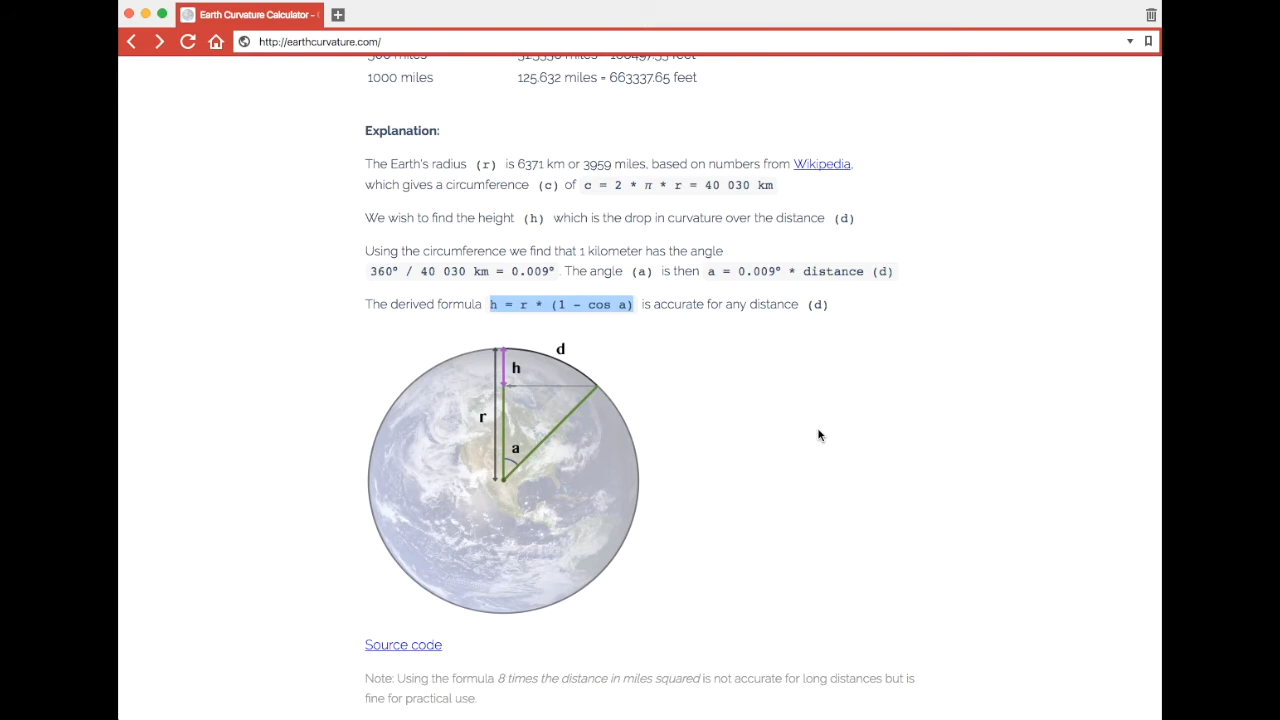 Earth Curvature Calculator - 
http://earthcurvature.com/
1000 miles 125.632 miles = 663337.65 feet
Explanation:
The Earth's radius (r) is 6371 km or 3959 miles, based on numbers from Wikipedia,
which gives a circumference (c) of c = 2 * π * r = 40 030 km
We wish to find the height (h) which is the drop in curvature over the distance (d)
Using the circumference we find that 1 kilometer has the angle
360° / 40 030 km = 0.009°. The angle (a) is then a = 0.009° * distance (d)
The derived formula h = r * (1 - cos a) is accurate for any distance (d)
d
h
r
a
Source code
Note: Using the formula 8 times the distance in miles squared is not accurate for long distances but is
fine for practical use.